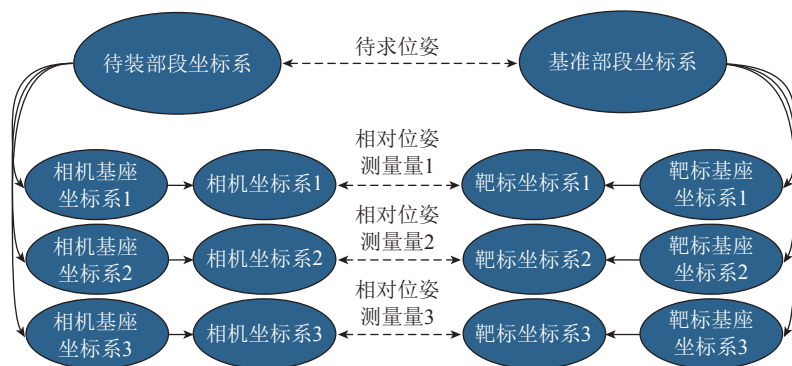 待装部段坐标系
待求位姿
基准部段坐标系
相机基座
坐标系1
相机坐标系1
相对位姿
测量量1
靶标坐标系1
靶标基座
坐标系1
相机基座
坐标系2
相机坐标系2
相对位姿
测量量2
靶标坐标系2
靶标基座
坐标系2
相机基座
坐标系3
相机坐标系3
相对位姿
测量量3
靶标坐标系3
靶标基座
坐标系3